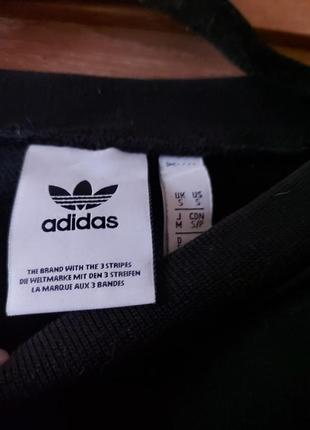 adidas
THE BRAND WITH THE 3 STRIPES
DIE WELTMARKE MIT DEN 3 STREIFEN
LA MARQUE AUX 3 BANDES
UK US
S S
J CDN
M S/P